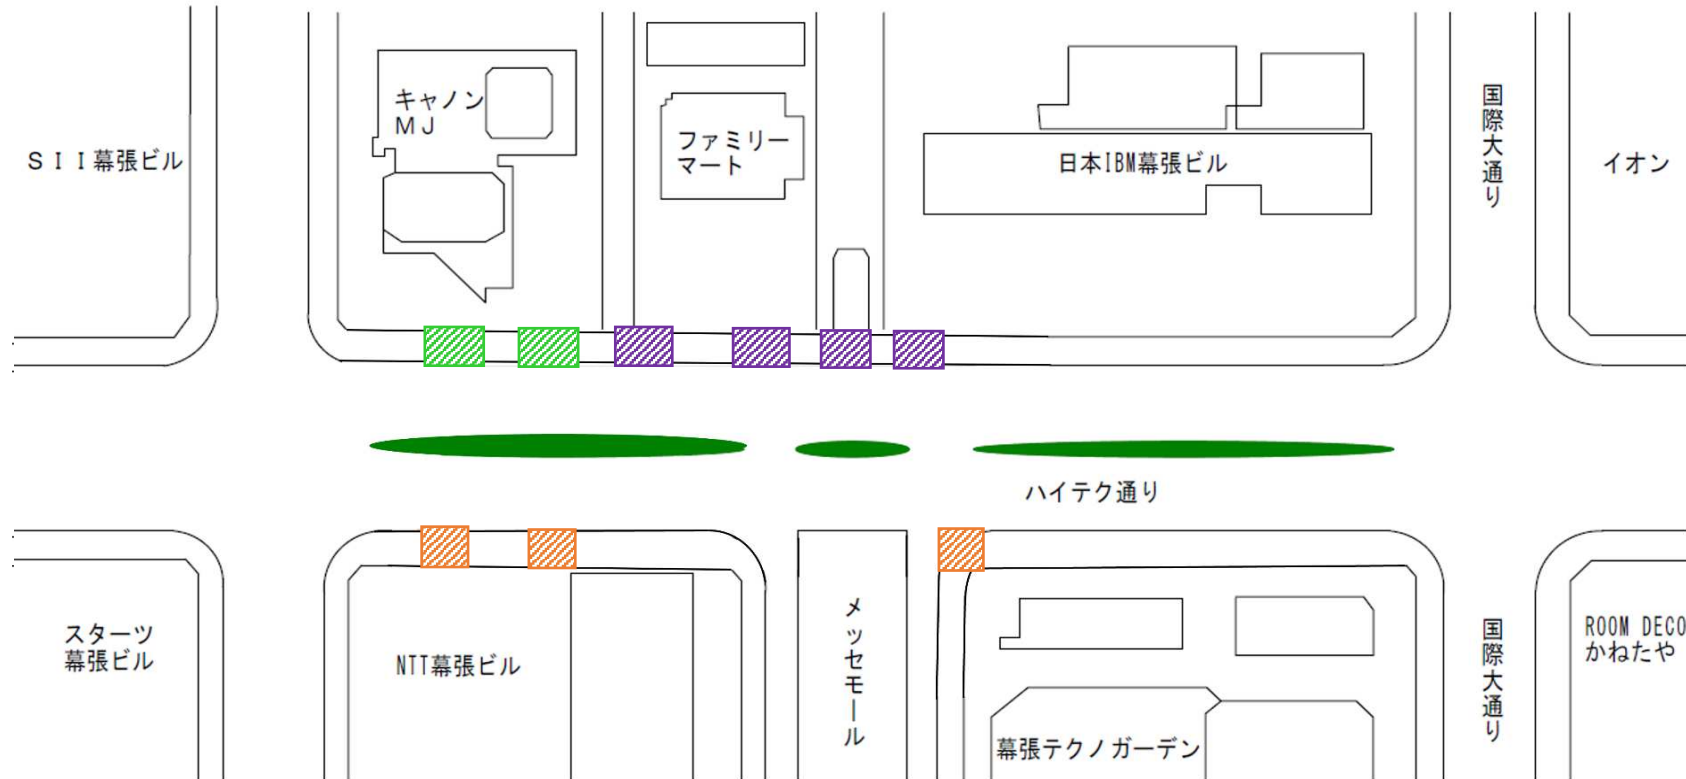 キャノン
ＭＪ
ＳＩＩ幕張ビル
ファミリー
マート
日本IBM幕張ビル
国際大通り
イオン
ハイテク通り
スターツ
幕張ビル
NTT幕張ビル
メッセモール
幕張テクノガーデン
国際大通り
ROOM DECO
かねたや